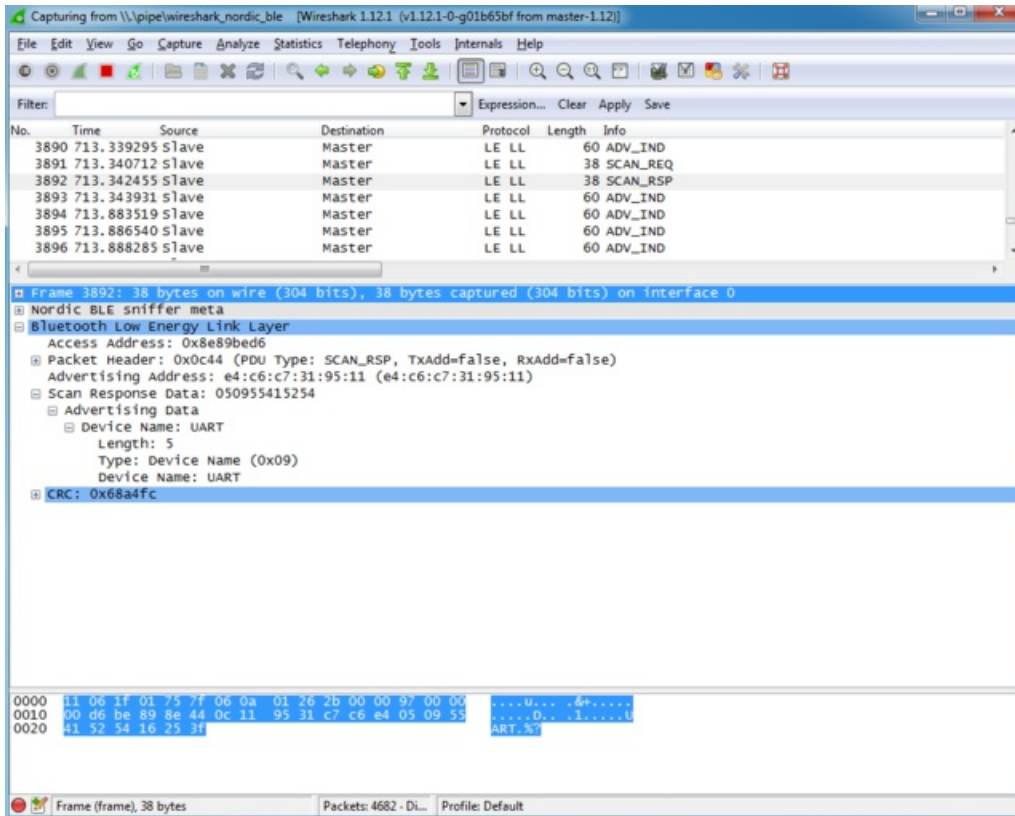 Capturing from \\.\pipe\wireshark_nordic_ble [Wireshark 1.12.1 (v1.12.1-0-g01b65bf from master-1.12)]
File Edit View Go Capture Analyze Statistics Telephony Tools Internals Help
Filter: Expression... Clear Apply Save
No. Time Source Destination Protocol Length Info
3890 713.339295 Slave Master LE LL 60 ADV_IND
3891 713.340712 Slave Master LE LL 38 SCAN_REQ
3892 713.342455 Slave Master LE LL 38 SCAN_RSP
3893 713.343931 Slave Master LE LL 60 ADV_IND
3894 713.883519 Slave Master LE LL 60 ADV_IND
3895 713.886540 Slave Master LE LL 60 ADV_IND
3896 713.888285 Slave Master LE LL 60 ADV_IND
Frame 3892: 38 bytes on wire (304 bits), 38 bytes captured (304 bits) on interface 0
Nordic BLE sniffer meta
Bluetooth Low Energy Link Layer
Access Address: 0x8e89bed6
Packet Header: 0x0c44 (PDU Type: SCAN_RSP, TxAdd=false, RxAdd=false)
Advertising Address: e4:c6:c7:31:95:11 (e4:c6:c7:31:95:11)
Scan Response Data: 050955415254
Advertising Data
Device Name: UART
Length: 5
Type: Device Name (0x09)
Device Name: UART
CRC: 0x68a4fc
0000 11 06 1f 01 75 7f 06 0a 01 26 2b 00 00 97 00 00 ....u... .&+.....
0010 00 d6 be 89 8e 44 0c 11 95 31 c7 c6 e4 05 09 55 .....D.. .1.....U
0020 41 52 54 16 25 3f ART.%?
Frame (frame), 38 bytes Packets: 4682 · Di... Profile: Default